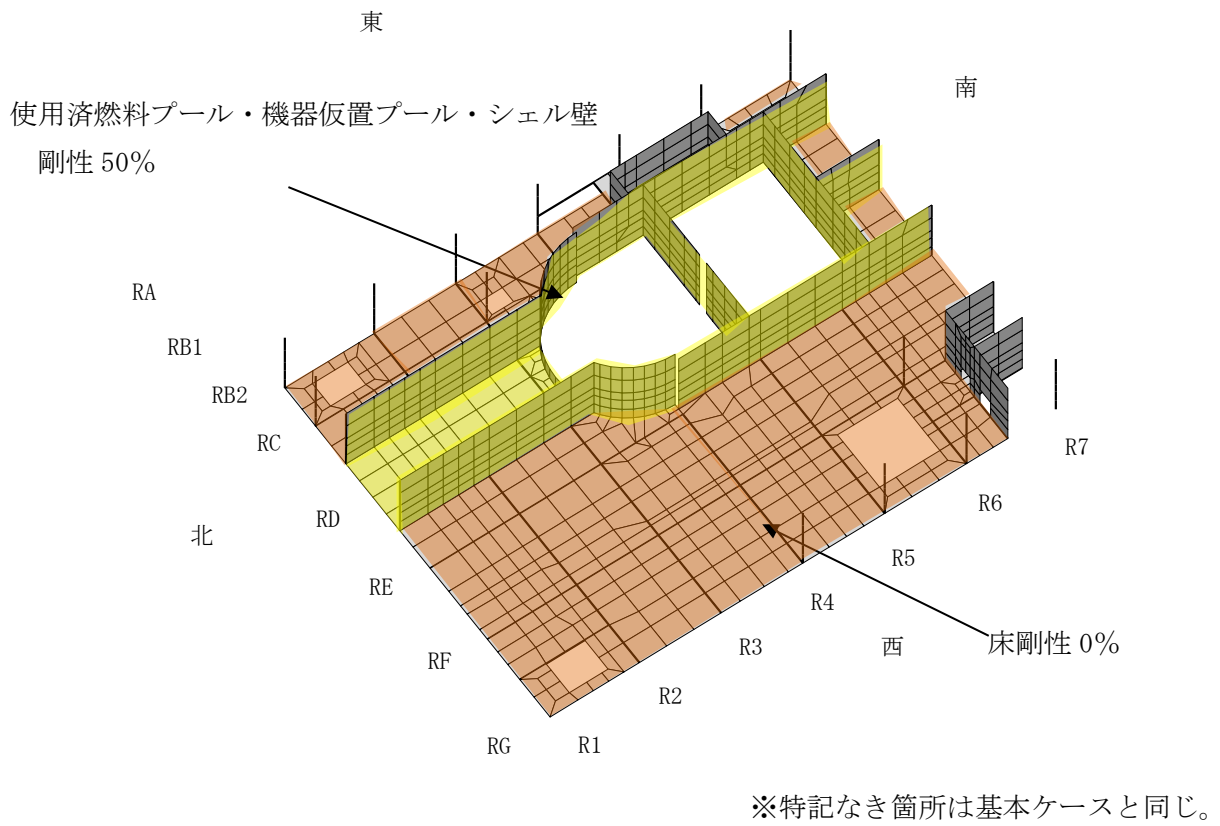 東
南
使用済燃料プール・機器仮置プール・シェル壁
剛性 50%
RA
RB1
RB2
RC
RD
北
RE
RF
RG
R1
R2
R3
R4
R5
R6
R7
西
床剛性 0%
※特記なき箇所は基本ケースと同じ。